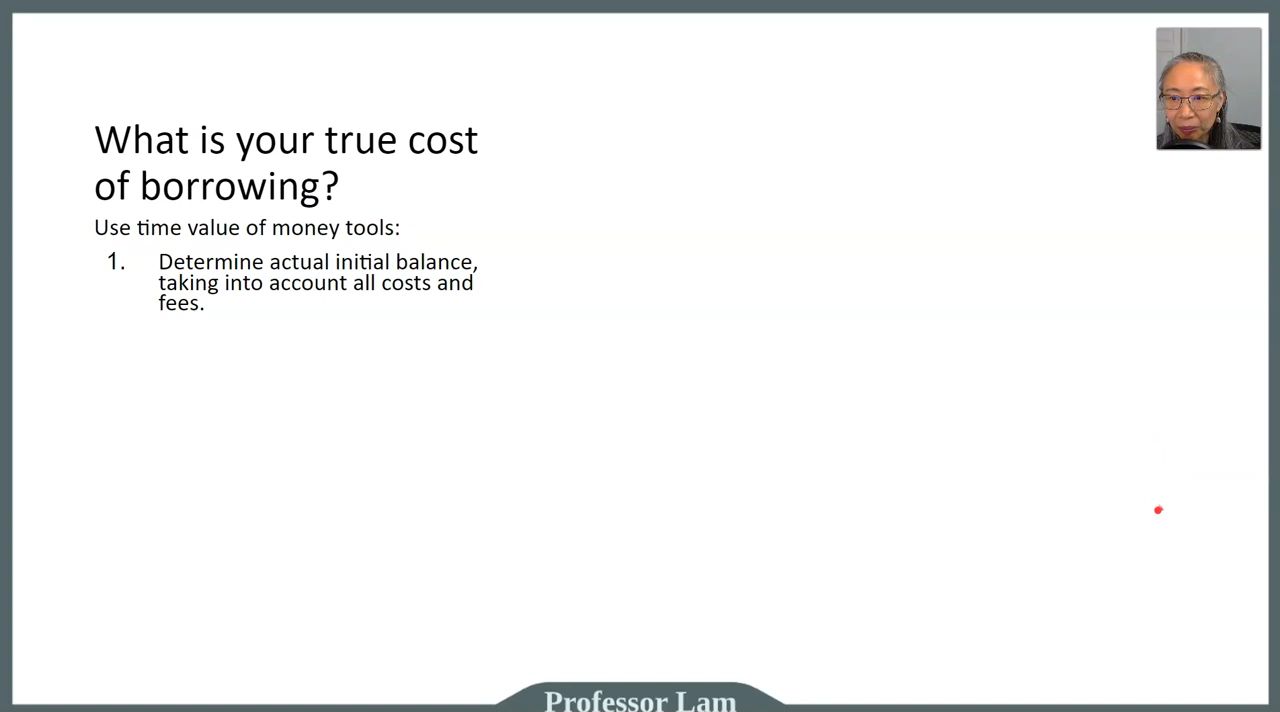 What is your true cost
of borrowing?
Use time value of money tools:
1. Determine actual initial balance,
taking into account all costs and
fees.
Professor Lam